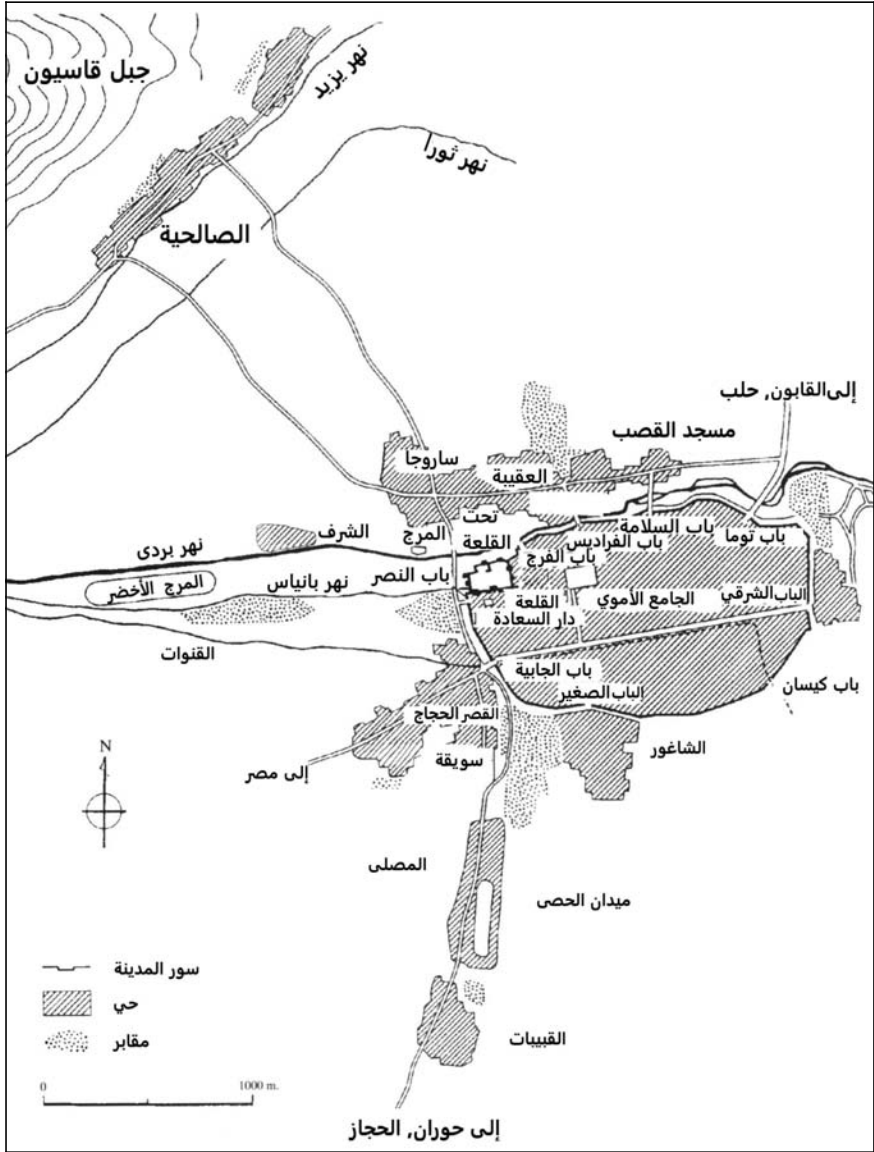 جبل قاسيون
نهر يزيد
نهر ثورا
الصالحية
إلى القابون, حلب
مسجد القصب
ساروجا
العقيبة
تحت
القلعة
المرج
الشرف
باب السلامة
باب توما
باب الفراديس
باب الفرج
نهر بردى
باب النصر
المرج الأخضر
نهر بانياس
القلعة
دار السعادة
الجامع الأموي
الباب الشرقي
القنوات
باب الجابية
الباب الصغير
باب كيسان
القصر الحجاج
الشاغور
سويقة
إلى مصر
N
المصلى
ميدان الحصى
القبيبات
سور المدينة
حي
مقابر
0 1000 m.
إلى حوران, الحجاز